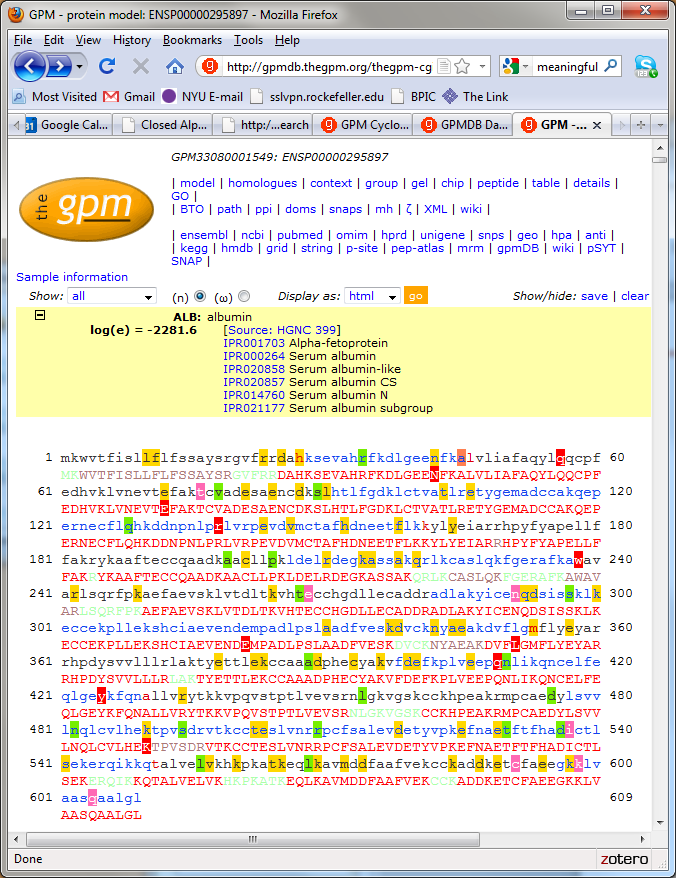 GPM - protein model: ENSP00000295897 - Mozilla Firefox
File Edit View History Bookmarks Tools Help
http://gpmdb.thegpm.org/thegpm-cg meaningful
Most Visited Gmail NYU E-mail sslvpn.rockefeller.edu BPIC The Link
Google Cal... Closed Alp... http:/...earch GPM Cyclo... GPMDB Da... GPM -...
GPM33080001549: ENSP00000295897
the gpm
| model | homologues | context | group | gel | chip | peptide | table | details |
GO |
| BTO | path | ppi | doms | snaps | mh | ζ | XML | wiki |
| ensembl | ncbi | pubmed | omim | hprd | unigene | snps | geo | hpa | anti |
| kegg | hmdb | grid | string | p-site | pep-atlas | mrm | gpmDB | wiki | pSYT |
SNAP |
Sample information
Show: all (n) (ω) Display as: html go Show/hide: save | clear
ALB: albumin
log(e) = -2281.6 [Source: HGNC 399]
IPR001703 Alpha-fetoprotein
IPR000264 Serum albumin
IPR020858 Serum albumin-like
IPR020857 Serum albumin CS
IPR014760 Serum albumin N
IPR021177 Serum albumin subgroup
1 mkwvtfisllflfssaysrgvfrrdahksevahrfkdlgeenfkalvliafaqylqqcpf 60
MKWVTFISLLFLFSSAYSRGVFRRDAHKSEVAHRFKDLGEENFKALVLIAFAQYLQQCPF
61 edhvklvnevtefaktcvadesaencdkslhtlfgdklctvatlretygemadccakqep 120
EDHVKLVNEVTEFAKTCVADESAENCDKSLHTLFGDKLCTVATLRETYGEMADCCAKQEP
121 ernecflqhkddnpnlprlvrpevdvmctafhdneetflkkylyeiarrhpyfyapellf 180
ERNECFLQHKDDNPNLPRLVRPEVDVMCTAFHDNEETFLKKYLYEIARRHPYFYAPELLF
181 fakrykaafteccqaadkaacllpkldelrdegkassakqrlkcaslqkfgerafkawav 240
FAKRYKAAFTECCQAADKAACLLPKLDELRDEGKASSAKQRLKCASLQKFGERAFKAWAV
241 arlsqrfpkaefaevsklvtdltkvhtecchgdllecaddradlakyicenqdsissklk 300
ARLSQRFPKAEFAEVSKLVTDLTKVHTECCHGDLLECADDRADLAKYICENQDSISSKLK
301 eccekpllekshciaevendempadlpslaadfveskdvcknyaeakdvflgmflyeyar 360
ECCEKPLLEKSHCIAEVENDEMPADLPSLAADFVESKDVCKNYAEAKDVFLGMFLYEYAR
361 rhpdysvvlllrlaktyettlekccaaadphecyakvfdefkplveepqnlikqncelfe 420
RHPDYSVVLLLRLAKTYETTLEKCCAAADPHECYAKVFDEFKPLVEEPQNLIKQNCELFE
421 qlgeykfqnallvrytkkvpqvstptlvevsrnlgkvgskcckhpeakrmpcaedylsvv 480
QLGEYKFQNALLVRYTKKVPQVSTPTLVEVSRNLGKVGSKCCKHPEAKRMPCAEDYLSVV
481 lnqlcvlhektpvsdrvtkccteslvnrrpcfsalevdetyvpkefnaetftfhadictl 540
LNQLCVLHEKTPVSDRVTKCCTESLVNRRPCFSALEVDETYVPKEFNAETFTFHADICTL
541 sekerqikkqtalvelvkhkpkatkeqlkavmddfaafvekcckaddketcfaeegkklv 600
SEKERQIKKQTALVELVKHKPKATKEQLKAVMDDFAAFVEKCCKADDKETCFAEEGKKLV
601 aasqaalgl 609
AASQAALGL
Done zotero